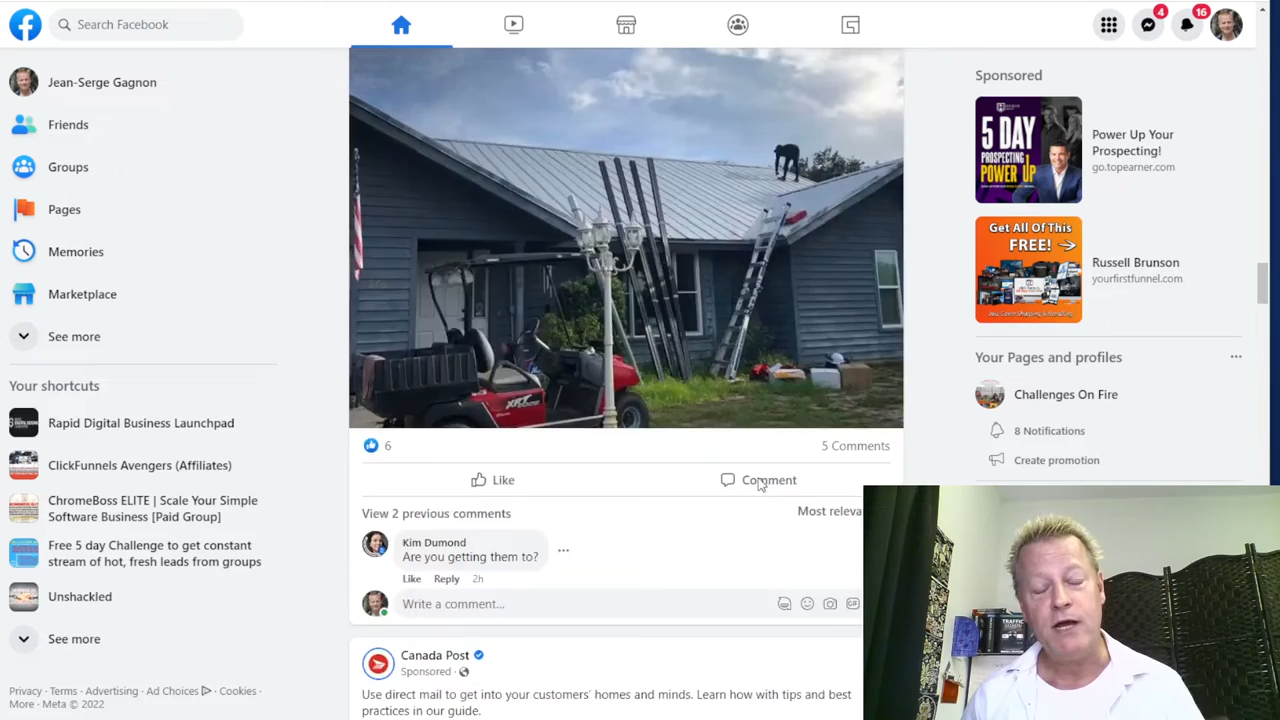 Search Facebook
4
16
Jean-Serge Gagnon
Friends
Groups
Pages
Memories
Marketplace
See more
Your shortcuts
Rapid Digital Business Launchpad
ClickFunnels Avengers (Affiliates)
ChromeBoss ELITE | Scale Your Simple
Software Business [Paid Group]
Free 5 day Challenge to get constant
stream of hot, fresh leads from groups
Unshackled
See more
Privacy · Terms · Advertising · Ad Choices · Cookies ·
More · Meta © 2022
XRT
6
5 Comments
Like
Comment
View 2 previous comments
Most releva
Kim Dumond
Are you getting them to?
Like Reply 2h
Write a comment...
GIF
Canada Post
Sponsored ·
Use direct mail to get into your customers' homes and minds. Learn how with tips and best
practices in our guide.
Sponsored
5 DAY
PROSPECTING
POWER UP
Power Up Your
Prospecting!
go.topearner.com
Get All Of This
FREE!
Russell Brunson
yourfirstfunnel.com
Your Pages and profiles
Challenges On Fire
8 Notifications
Create promotion
TRAFFIC